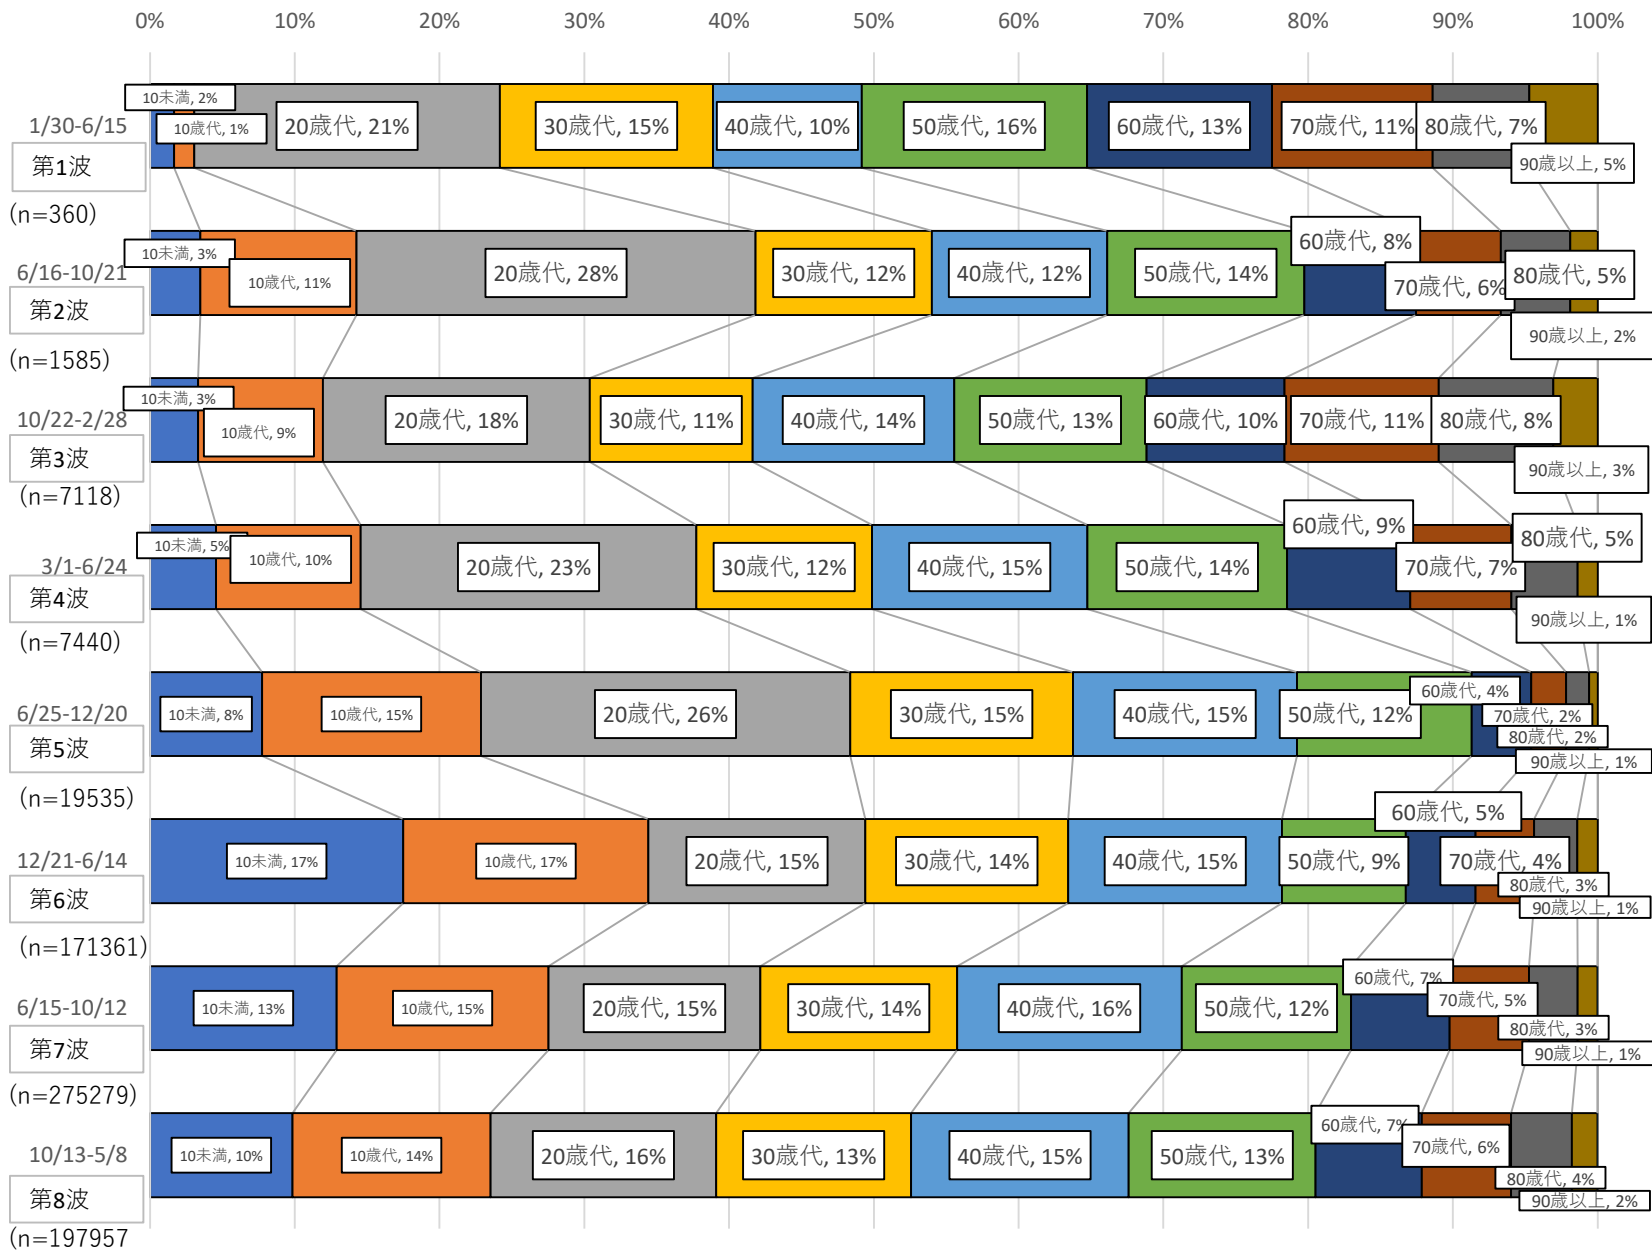 0% 10% 20% 30% 40% 50% 60% 70% 80% 90% 100%
1/30-6/15
第1波
(n=360)
10未満, 2%
10歳代, 1%
20歳代, 21%
30歳代, 15%
40歳代, 10%
50歳代, 16%
60歳代, 13%
70歳代, 11%
80歳代, 7%
90歳以上, 5%
6/16-10/21
第2波
(n=1585)
10未満, 3%
10歳代, 11%
20歳代, 28%
30歳代, 12%
40歳代, 12%
50歳代, 14%
60歳代, 8%
70歳代, 6%
80歳代, 5%
90歳以上, 2%
10/22-2/28
第3波
(n=7118)
10未満, 3%
10歳代, 9%
20歳代, 18%
30歳代, 11%
40歳代, 14%
50歳代, 13%
60歳代, 10%
70歳代, 11%
80歳代, 8%
90歳以上, 3%
3/1-6/24
第4波
(n=7440)
10未満, 5%
10歳代, 10%
20歳代, 23%
30歳代, 12%
40歳代, 15%
50歳代, 14%
60歳代, 9%
70歳代, 7%
80歳代, 5%
90歳以上, 1%
6/25-12/20
第5波
(n=19535)
10未満, 8%
10歳代, 15%
20歳代, 26%
30歳代, 15%
40歳代, 15%
50歳代, 12%
60歳代, 4%
70歳代, 2%
80歳代, 2%
90歳以上, 1%
12/21-6/14
第6波
(n=171361)
10未満, 17%
10歳代, 17%
20歳代, 15%
30歳代, 14%
40歳代, 15%
50歳代, 9%
60歳代, 5%
70歳代, 4%
80歳代, 3%
90歳以上, 1%
6/15-10/12
第7波
(n=275279)
10未満, 13%
10歳代, 15%
20歳代, 15%
30歳代, 14%
40歳代, 16%
50歳代, 12%
60歳代, 7%
70歳代, 5%
80歳代, 3%
90歳以上, 1%
10/13-5/8
第8波
(n=197957
10未満, 10%
10歳代, 14%
20歳代, 16%
30歳代, 13%
40歳代, 15%
50歳代, 13%
60歳代, 7%
70歳代, 6%
80歳代, 4%
90歳以上, 2%